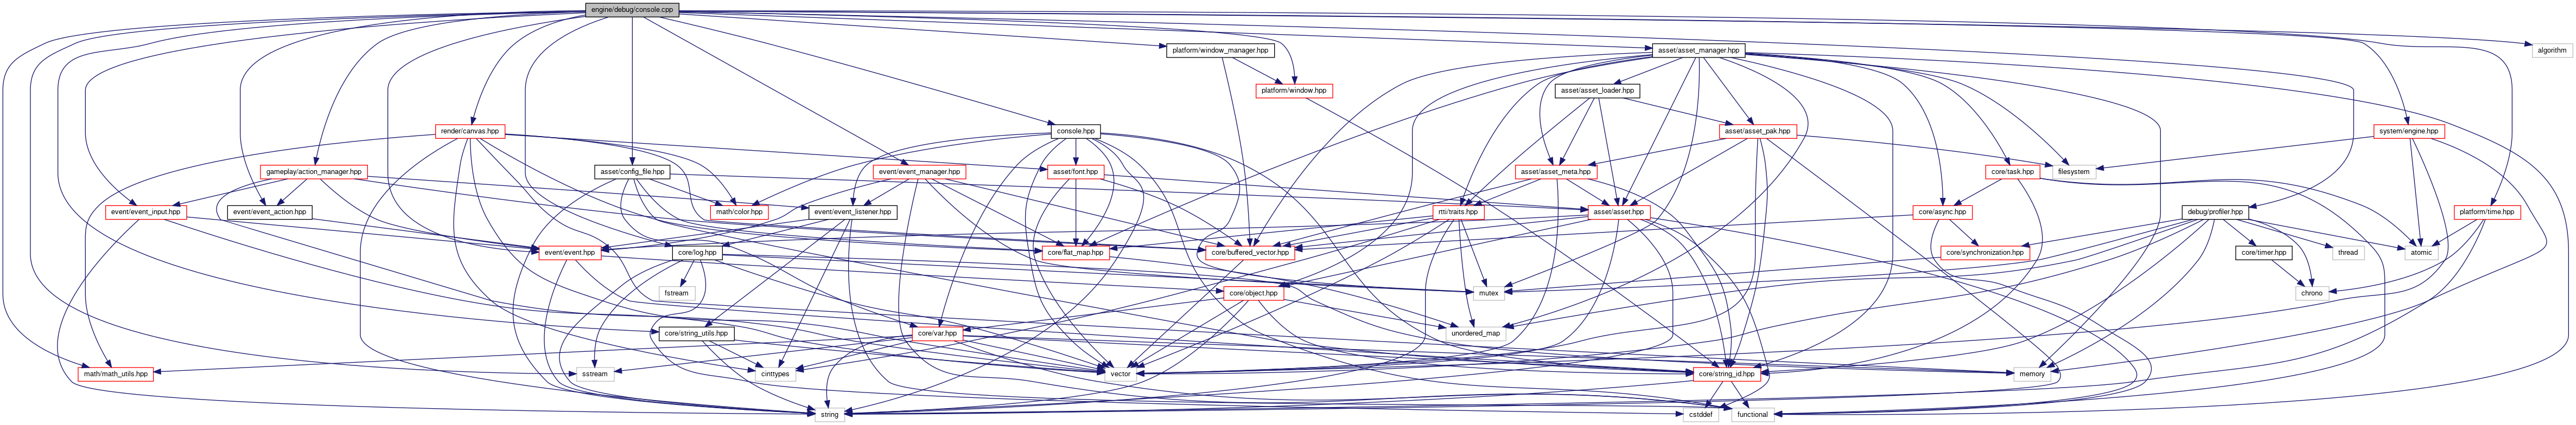 engine/debug/console.cpp
platform/window_manager.hpp
asset/asset_manager.hpp
algorithm
platform/window.hpp
asset/asset_loader.hpp
render/canvas.hpp
console.hpp
asset/asset_pak.hpp
system/engine.hpp
gameplay/action_manager.hpp
asset/config_file.hpp
event/event_manager.hpp
asset/font.hpp
asset/asset_meta.hpp
core/task.hpp
filesystem
event/event_input.hpp
event/event_action.hpp
math/color.hpp
event/event_listener.hpp
rtti/traits.hpp
asset/asset.hpp
core/async.hpp
debug/profiler.hpp
platform/time.hpp
event/event.hpp
core/log.hpp
core/flat_map.hpp
core/buffered_vector.hpp
core/synchronization.hpp
core/timer.hpp
thread
atomic
fstream
core/object.hpp
mutex
chrono
core/string_utils.hpp
core/var.hpp
unordered_map
math/math_utils.hpp
sstream
cinttypes
vector
core/string_id.hpp
memory
string
cstddef
functional